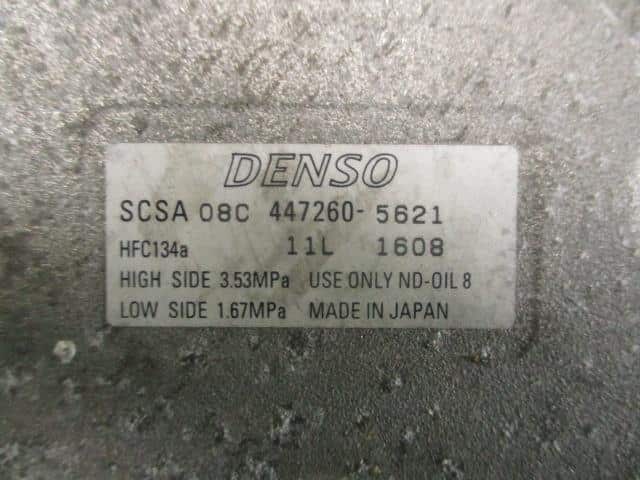 DENSO
SCSA 08C 447260- 5621
HFC134a 11L 1608
HIGH SIDE 3.53MPa USE ONLY ND-OIL 8
LOW SIDE 1.67MPa MADE IN JAPAN